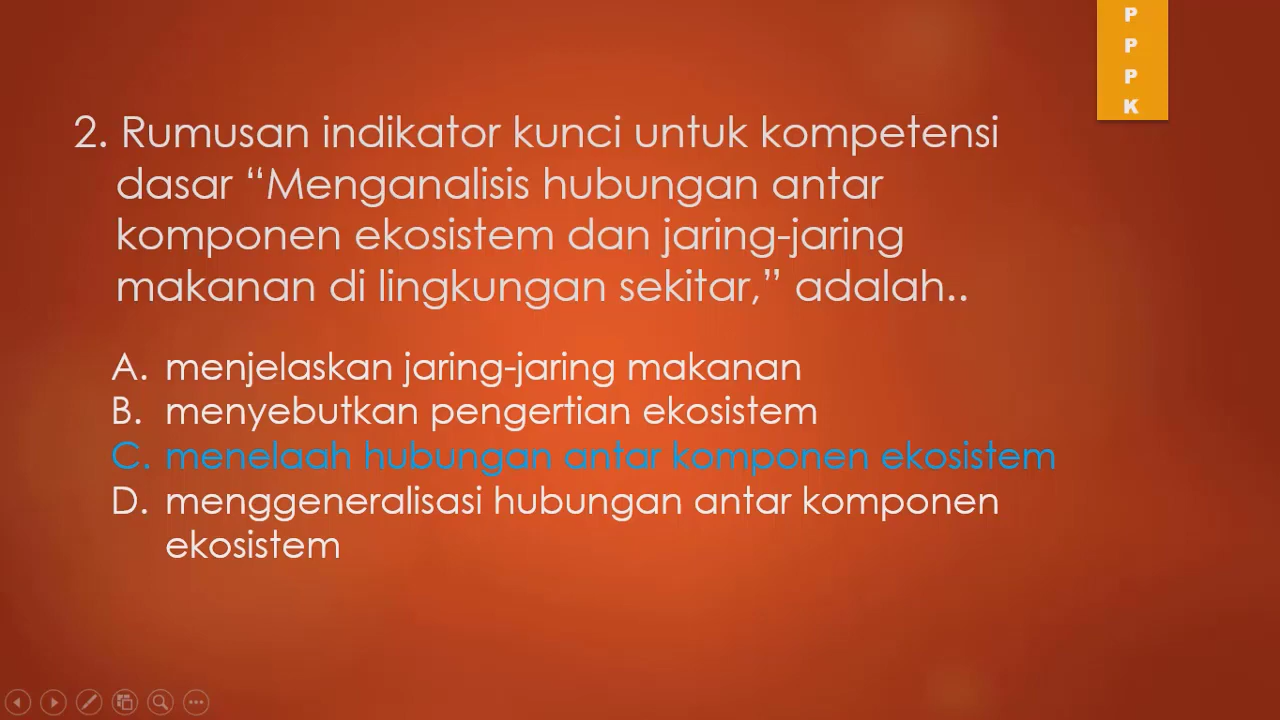 P
P
P
K
2. Rumusan indikator kunci untuk kompetensi
dasar “Menganalisis hubungan antar
komponen ekosistem dan jaring-jaring
makanan di lingkungan sekitar,” adalah..
A. menjelaskan jaring-jaring makanan
B. menyebutkan pengertian ekosistem
C. menelaah hubungan antar komponen ekosistem
D. menggeneralisasi hubungan antar komponen
ekosistem